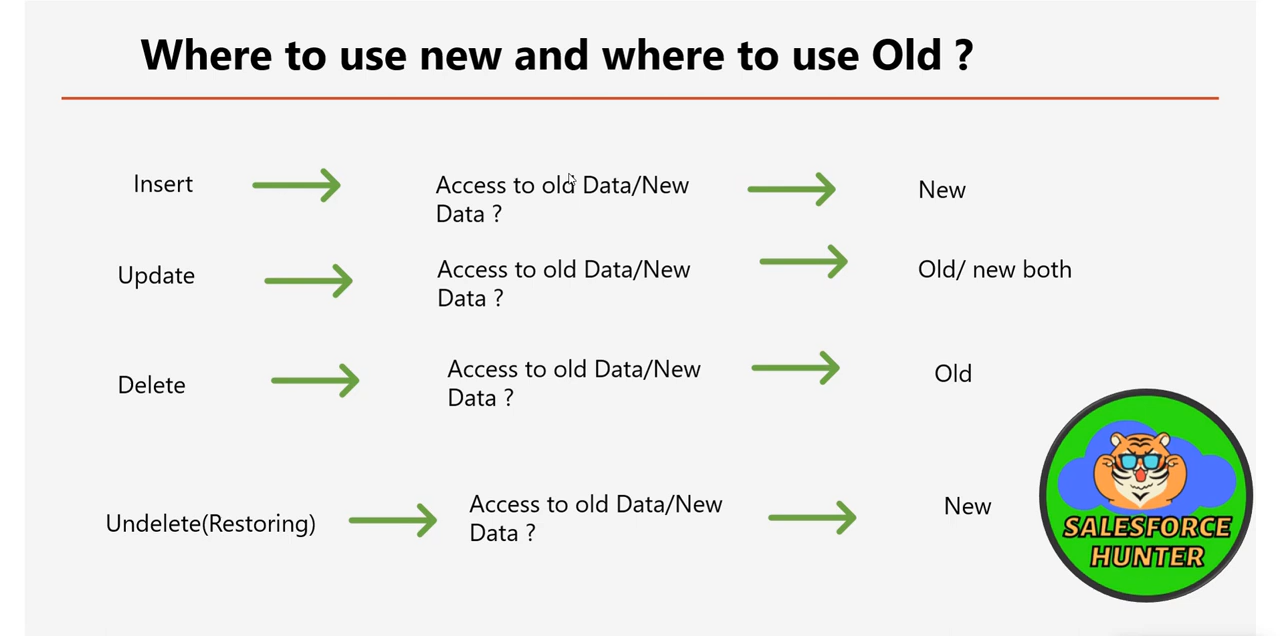 Where to use new and where to use Old ?
Insert
Access to old Data/New
Data ?
New
Update
Access to old Data/New
Data ?
Old/ new both
Delete
Access to old Data/New
Data ?
Old
Undelete(Restoring)
Access to old Data/New
Data ?
New
SALESFORCE
HUNTER